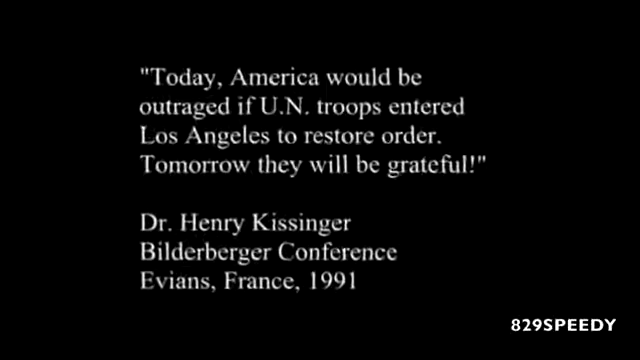 "Today, America would be
outraged if U.N. troops entered
Los Angeles to restore order.
Tomorrow they will be grateful!"
Dr. Henry Kissinger
Bilderberger Conference
Evians, France, 1991
829SPEEDY